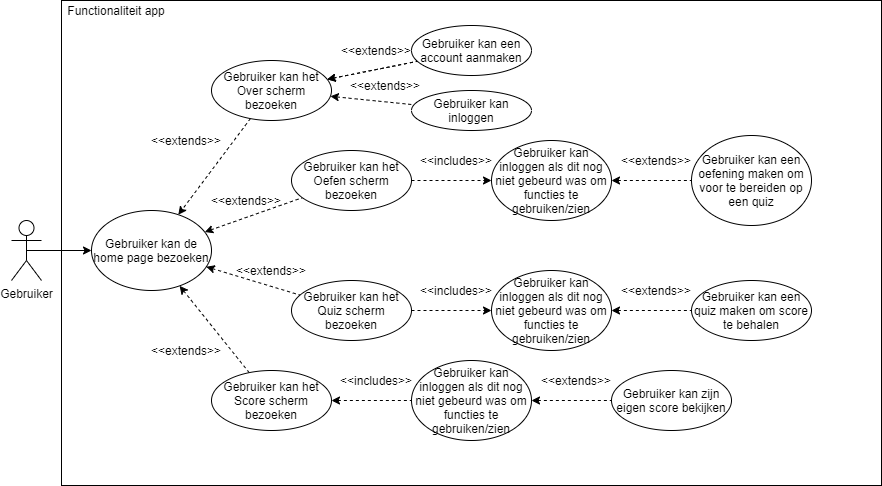 Functionaliteit app
<<extends>>
Gebruiker kan een
account aanmaken
Gebruiker kan het
Over scherm
bezoeken
<<extends>>
Gebruiker kan
inloggen
<<extends>>
Gebruiker kan het
Oefen scherm
bezoeken
<<includes>>
Gebruiker kan
inloggen als dit nog
niet gebeurd was om
functies te
gebruiken/zien
<<extends>>
Gebruiker kan een
oefening maken om
voor te bereiden op
een quiz
<<extends>>
Gebruiker
Gebruiker kan de
home page bezoeken
<<extends>>
Gebruiker kan het
Quiz scherm
bezoeken
<<includes>>
Gebruiker kan
inloggen als dit nog
niet gebeurd was om
functies te
gebruiken/zien
<<extends>>
Gebruiker kan een
quiz maken om score
te behalen
<<extends>>
Gebruiker kan het
Score scherm
bezoeken
<<includes>>
Gebruiker kan
inloggen als dit nog
niet gebeurd was om
functies te
gebruiken/zien
<<extends>>
Gebruiker kan zijn
eigen score bekijken